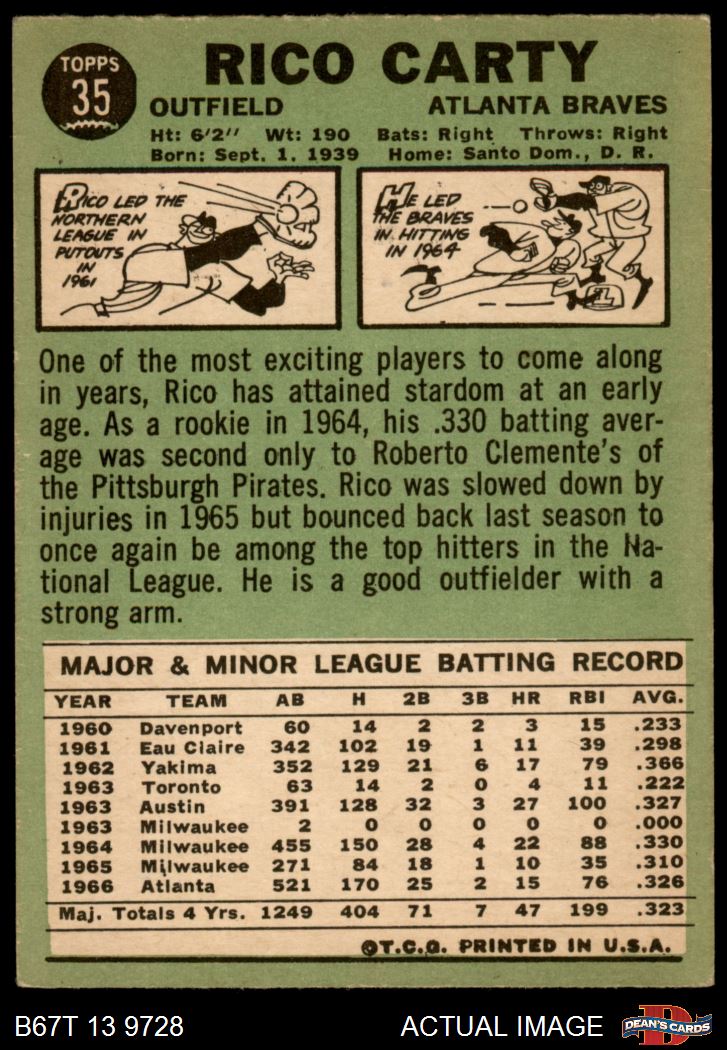 TOPPS
35
RICO CARTY
OUTFIELD ATLANTA BRAVES
Ht: 6'2" Wt: 190 Bats: Right Throws: Right
Born: Sept. 1, 1939 Home: Santo Dom., D. R.
RICO LED THE
NORTHERN
LEAGUE IN
PUTOUTS
IN
1961
HE LED
THE BRAVES
IN HITTING
IN 1964
One of the most exciting players to come along
in years, Rico has attained stardom at an early
age. As a rookie in 1964, his .330 batting aver-
age was second only to Roberto Clemente's of
the Pittsburgh Pirates. Rico was slowed down by
injuries in 1965 but bounced back last season to
once again be among the top hitters in the Na-
tional League. He is a good outfielder with a
strong arm.
MAJOR & MINOR LEAGUE BATTING RECORD
YEAR TEAM AB H 2B 3B HR RBI AVG.
1960 Davenport 60 14 2 2 3 15 .233
1961 Eau Claire 342 102 19 1 11 39 .298
1962 Yakima 352 129 21 6 17 79 .366
1963 Toronto 63 14 2 0 4 11 .222
1963 Austin 391 128 32 3 27 100 .327
1963 Milwaukee 2 0 0 0 0 0 .000
1964 Milwaukee 455 150 28 4 22 88 .330
1965 Milwaukee 271 84 18 1 10 35 .310
1966 Atlanta 521 170 25 2 15 76 .326
Maj. Totals 4 Yrs. 1249 404 71 7 47 199 .323
©T.C.G. PRINTED IN U.S.A.
B67T 13 9728 ACTUAL IMAGE
D
DEAN'S CARDS